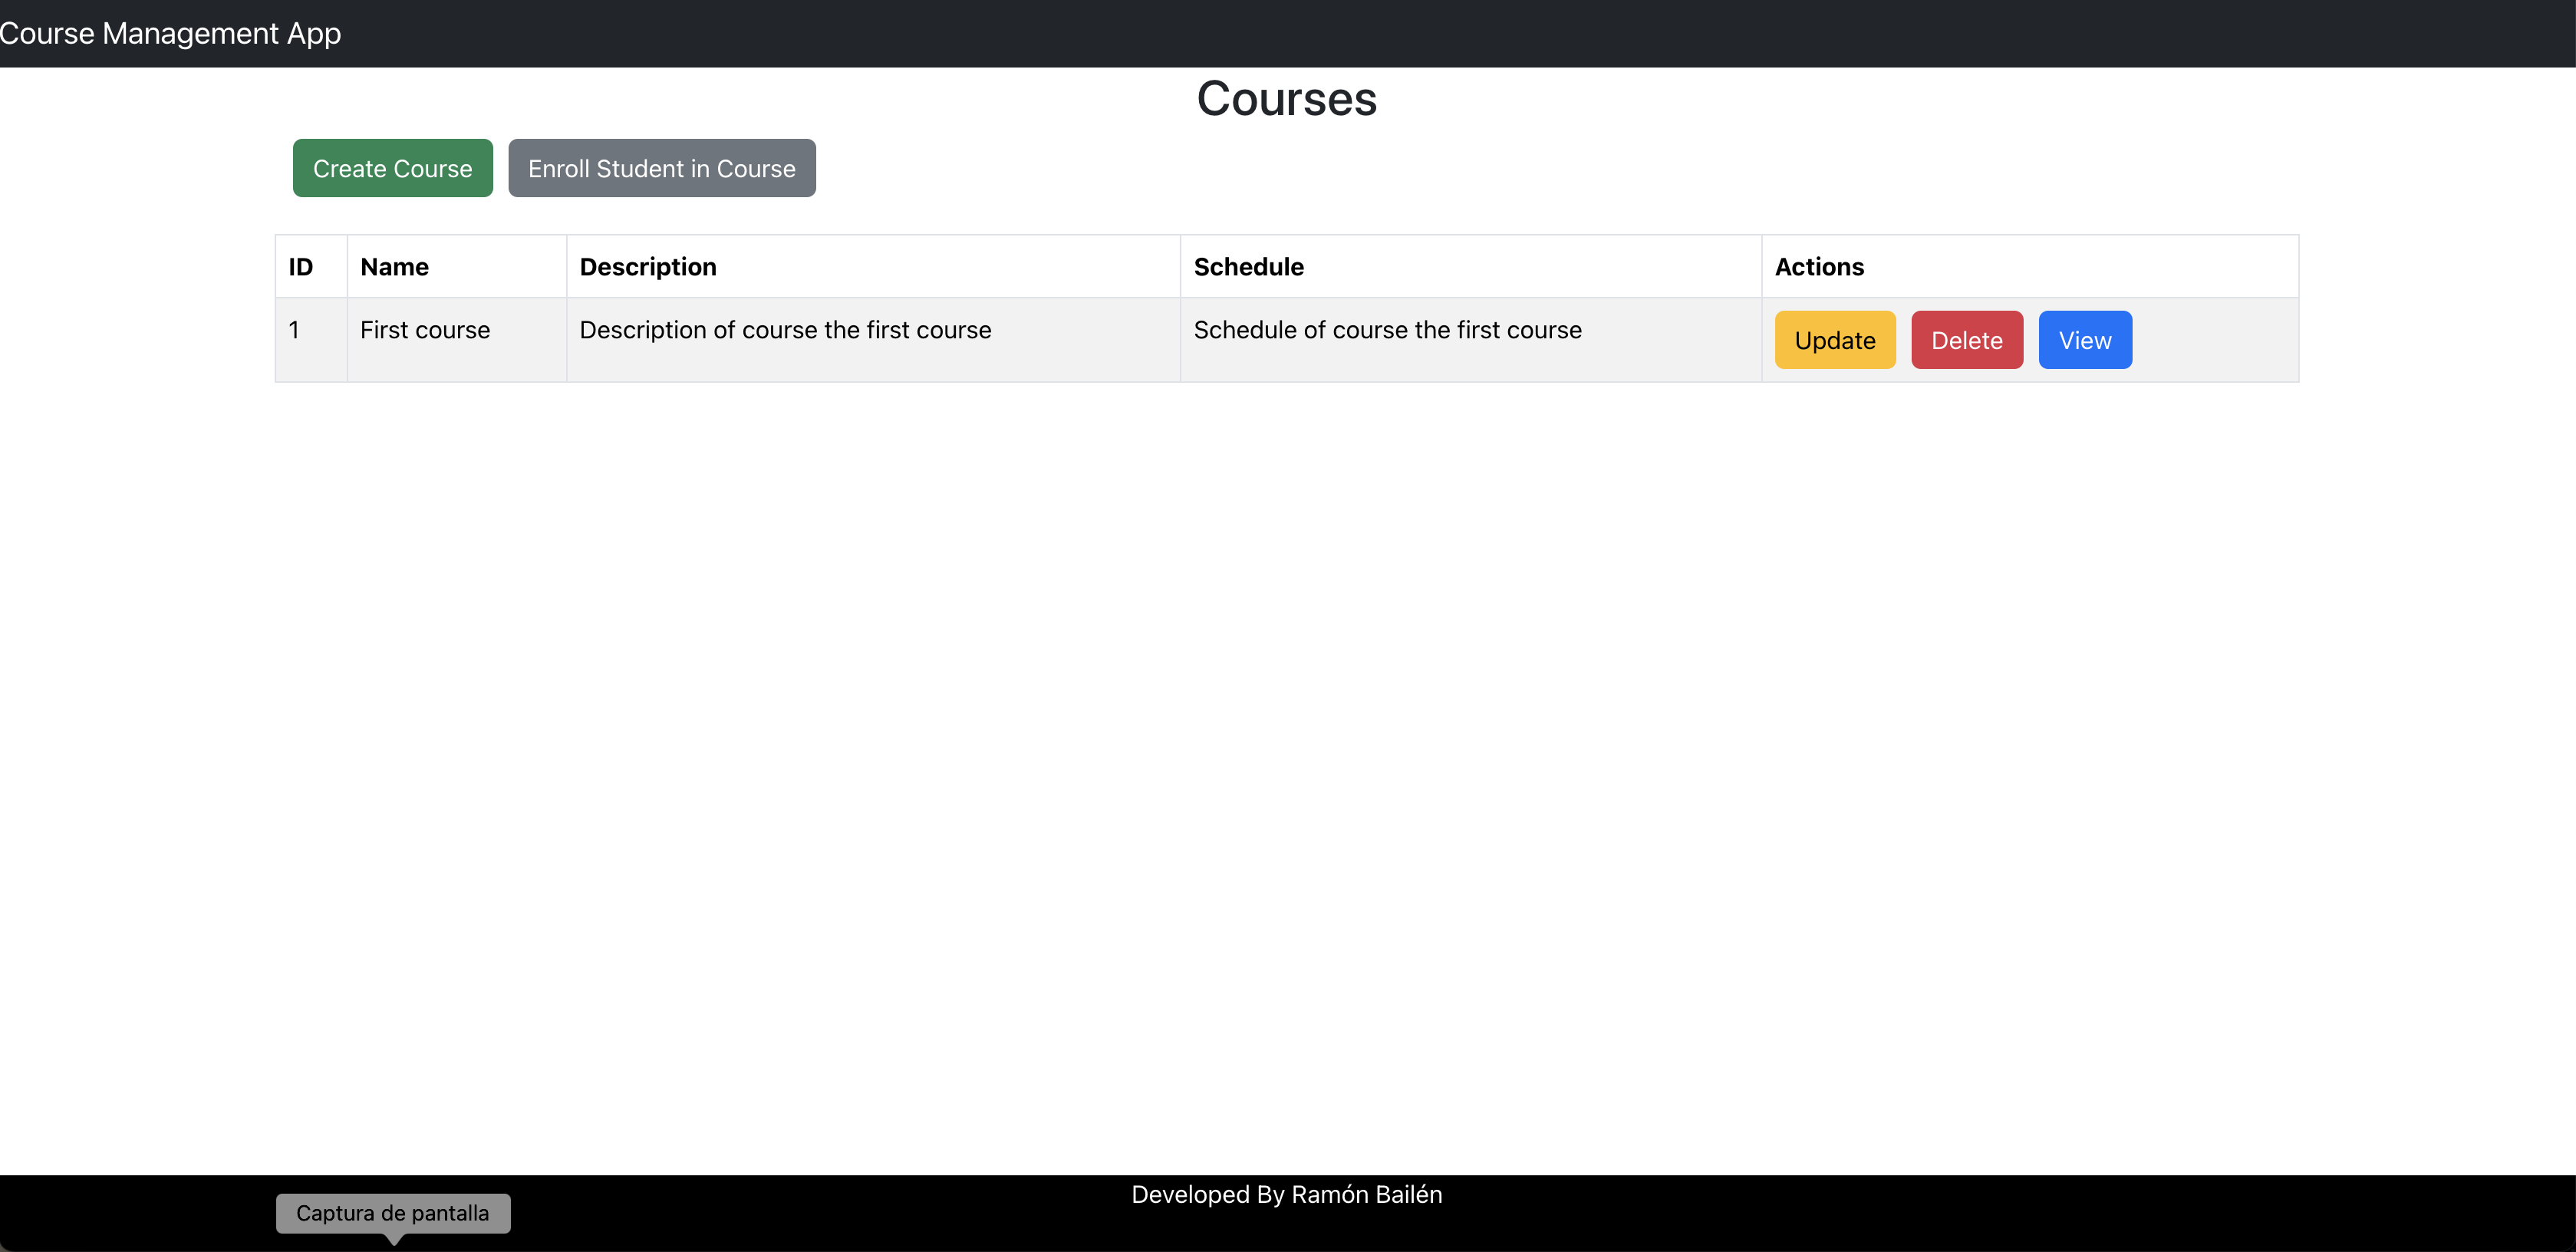 Course Management App
Courses
Create Course Enroll Student in Course
ID Name Description Schedule Actions
1 First course Description of course the first course Schedule of course the first course Update Delete View
Developed By Ramón Bailén
Captura de pantalla